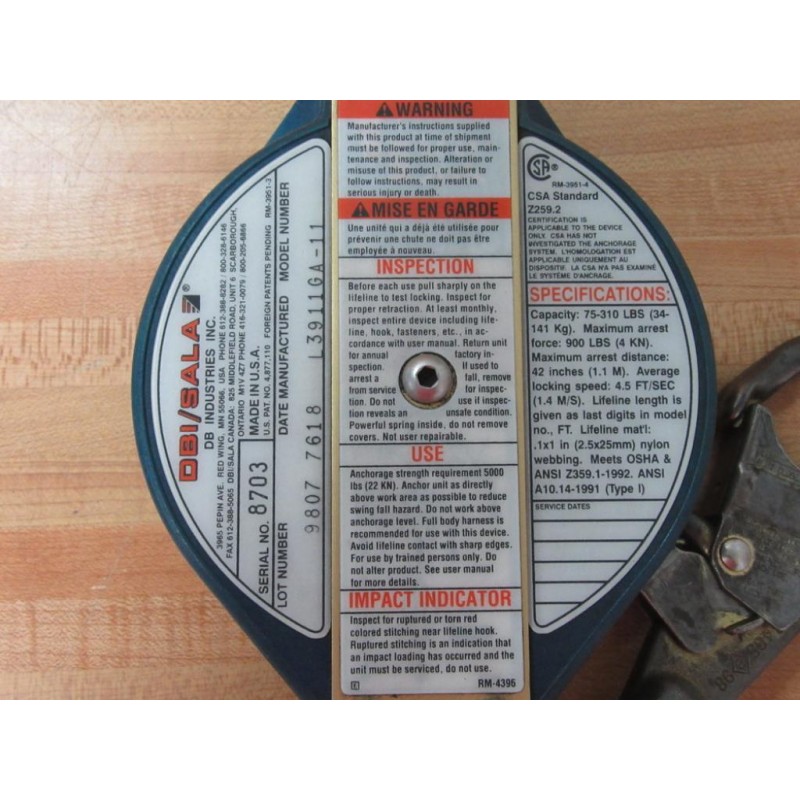 DBI/SALA®
DB INDUSTRIES INC.
3965 PEPIN AVE. RED WING, MN 55066, USA PHONE 612-388-8282 / 800-328-6146
FAX 612-388-5065 DBI/SALA CANADA: 825 MIDDLEFIELD ROAD, UNIT 6 SCARBOROUGH,
ONTARIO M1V 4Z7 PHONE 416-321-0079 / 800-205-6866
MADE IN U.S.A.
U.S. PAT NO. 4,877,110 FOREIGN PATENTS PENDING RM-3951-3
SERIAL NO. 8703
DATE MANUFACTURED MODEL NUMBER
LOT NUMBER
9807 7618 L3911GA-11
WARNING
Manufacturer's instructions supplied
with this product at time of shipment
must be followed for proper use, main-
tenance and inspection. Alteration or
misuse of this product, or failure to
follow instructions, may result in
serious injury or death.
MISE EN GARDE
Une unité qui a déjà été utilisée pour
prévenir une chute ne doit pas être
employée à nouveau.
INSPECTION
Before each use pull sharply on the
lifeline to test locking. Inspect for
proper retraction. At least monthly,
inspect entire device including life-
line, hook, fasteners, etc., in ac-
cordance with user manual. Return unit
for annual factory in-
spection. If used to
arrest a fall, remove
from service for inspec-
tion. Do not use if inspec-
tion reveals an unsafe condition.
Powerful spring inside, do not remove
covers. Not user repairable.
USE
Anchorage strength requirement 5000
lbs (22 KN). Anchor unit as directly
above work area as possible to reduce
swing fall hazard. Do not work above
anchorage level. Full body harness is
recommended for use with this device.
Avoid lifeline contact with sharp edges.
For use by trained persons only. Do
not alter product. See user manual
for more details.
IMPACT INDICATOR
Inspect for ruptured or torn red
colored stitching near lifeline hook.
Ruptured stitching is an indication that
an impact loading has occurred and the
unit must be serviced, do not use.
RM-4396
CSA®
RM-3951-4
CSA Standard
Z259.2
CERTIFICATION IS
APPLICABLE TO THE DEVICE
ONLY. CSA HAS NOT
INVESTIGATED THE ANCHORAGE
SYSTEM. L'HOMOLOGATION EST
APPLICABLE UNIQUEMENT AU
DISPOSITIF. LA CSA N'A PAS EXAMINÉ
LE SYSTÈME D'ANCRAGE.
SPECIFICATIONS:
Capacity: 75-310 LBS (34-
141 Kg). Maximum arrest
force: 900 LBS (4 KN).
Maximum arrest distance:
42 inches (1.1 M). Average
locking speed: 4.5 FT/SEC
(1.4 M/S). Lifeline length is
given as last digits in model
no., FT. Lifeline mat'l:
.1x1 in (2.5x25mm) nylon
webbing. Meets OSHA &
ANSI Z359.1-1992. ANSI
A10.14-1991 (Type I)
SERVICE DATES